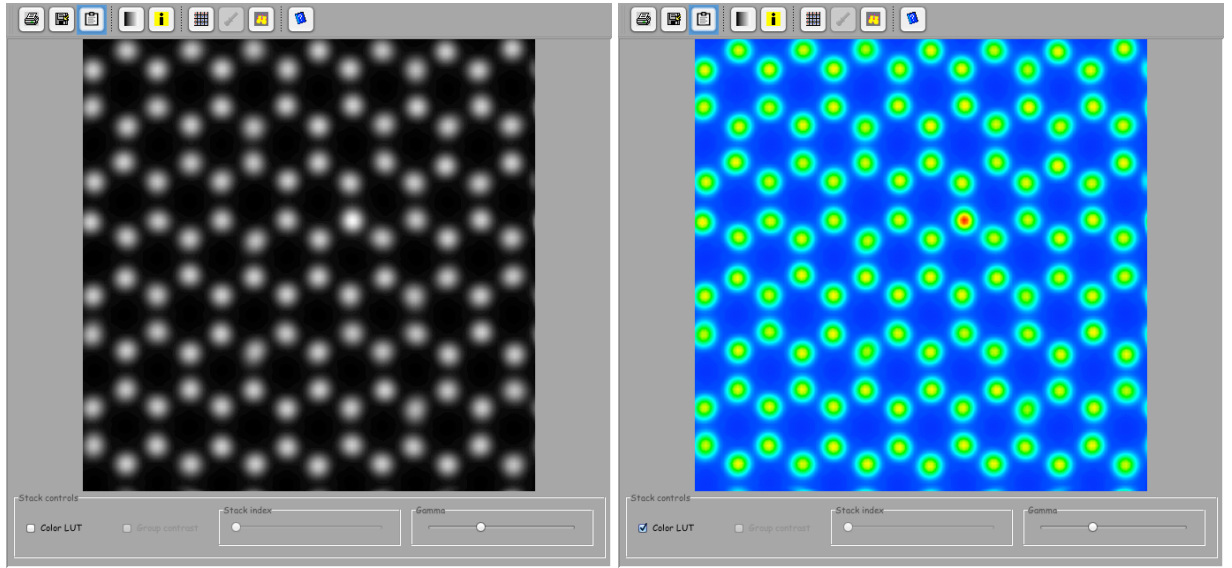 Stack controls
Color LUT
Group contrast
Stack index
Gamma
Stack controls
Color LUT
Group contrast
Stack index
Gamma